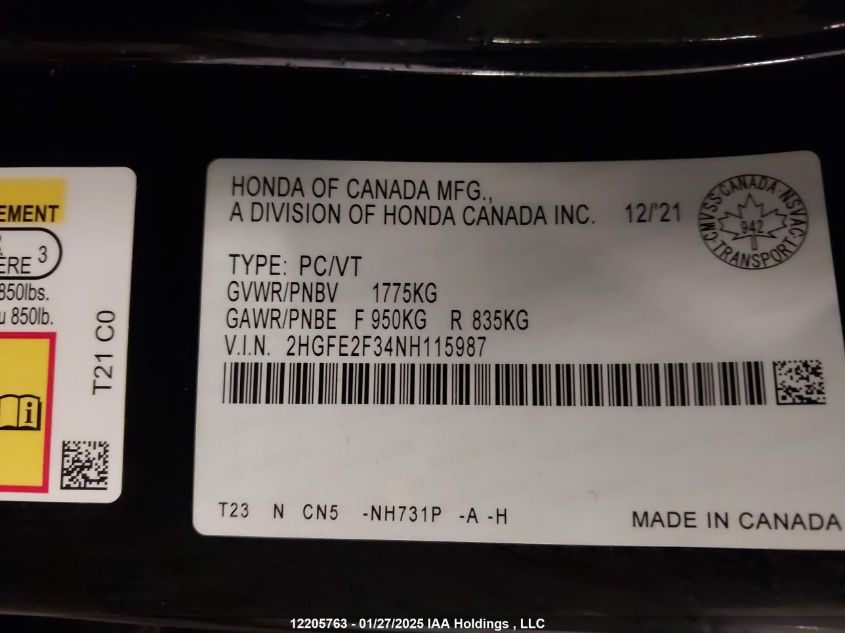 EMENT
ERE 3
850lbs.
u 850lb.
T21 C0
HONDA OF CANADA MFG.,
A DIVISION OF HONDA CANADA INC. 12/'21
CMVSS·CANADA·NSVAC
942
TRANSPORT
TYPE: PC/VT
GVWR/PNBV 1775KG
GAWR/PNBE F 950KG R 835KG
V.I.N. 2HGFE2F34NH115987
T23 N CN5 -NH731P -A -H
MADE IN CANADA
12205763 - 01/27/2025 IAA Holdings , LLC